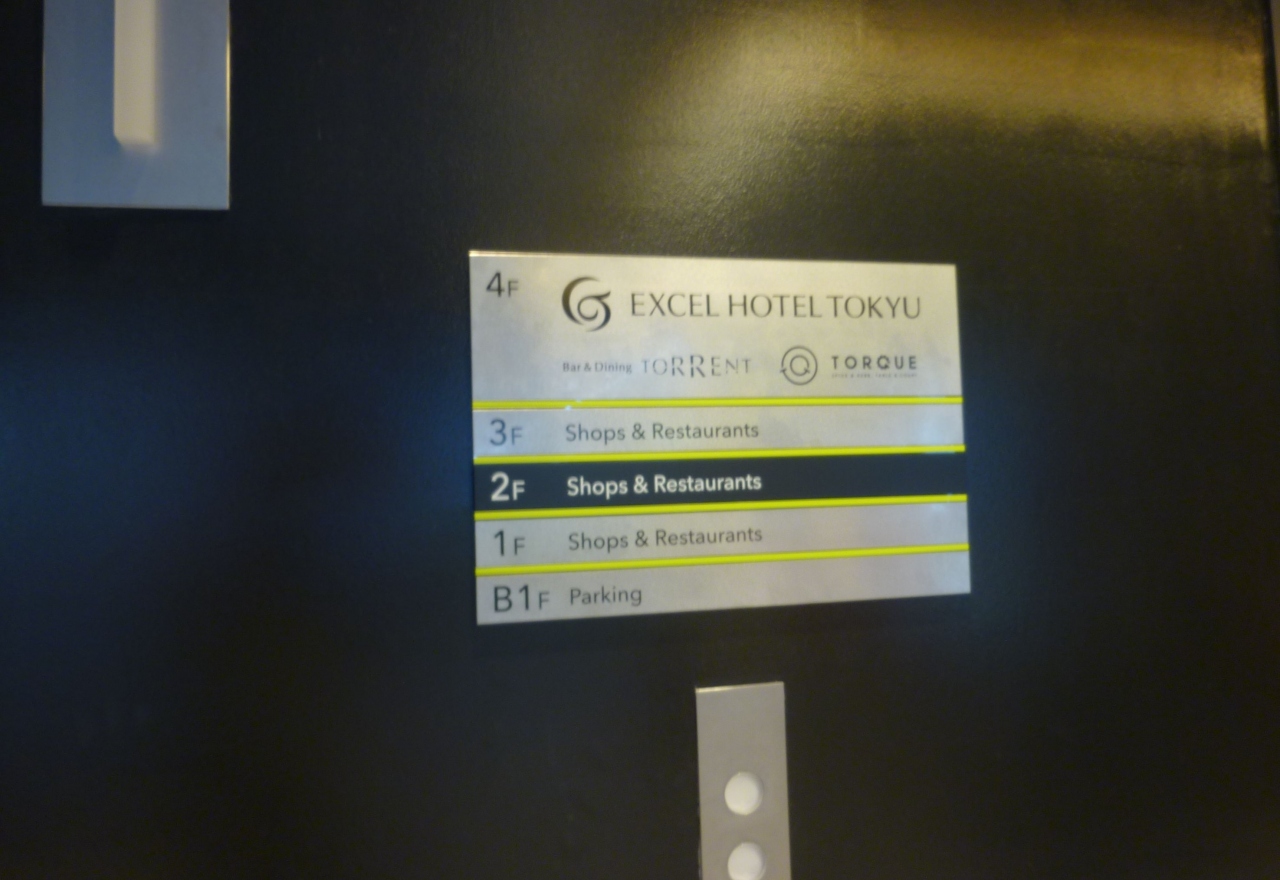 4F EXCEL HOTEL TOKYU
Bar & Dining TORRENT TORQUE
3F Shops & Restaurants
2F Shops & Restaurants
1F Shops & Restaurants
B1F Parking